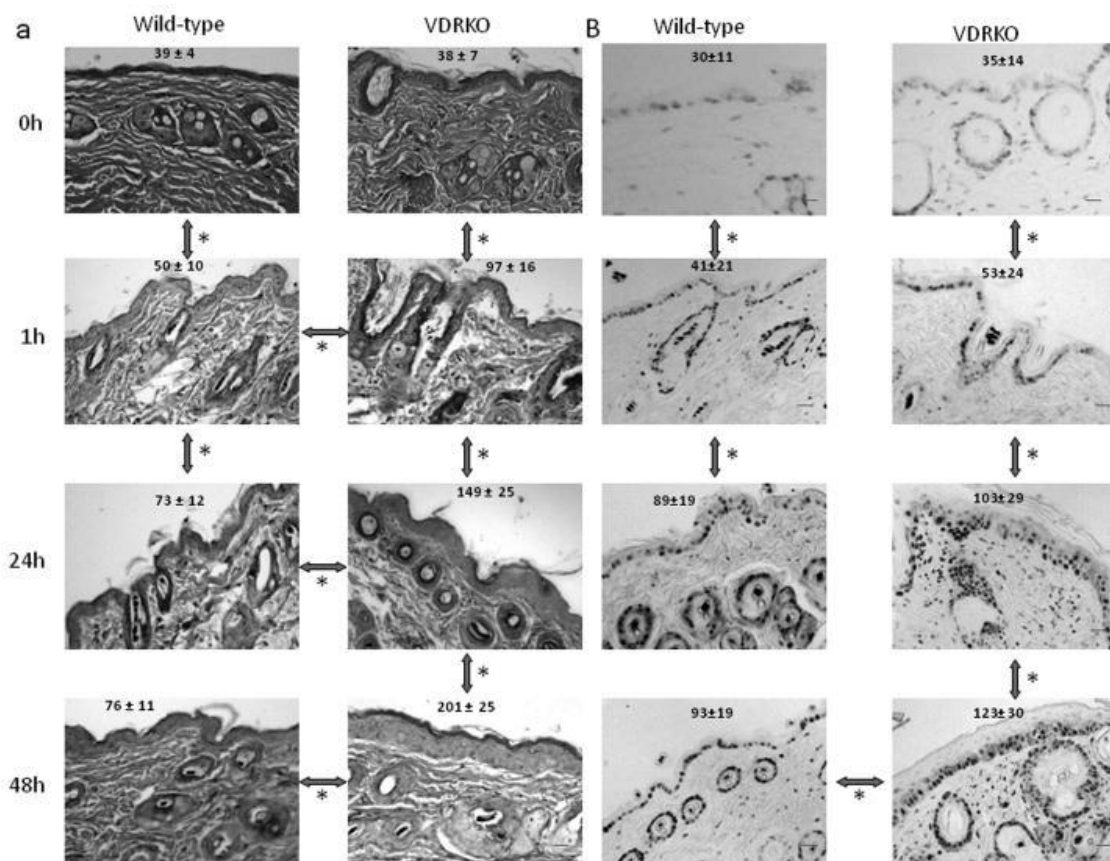 a Wild-type VDRKO B Wild-type VDRKO
0h 39 ± 4 38 ± 7 30±11 35±14
* * * *
1h 50 ± 10 * 97 ± 16 41±21 53±24
* * * *
24h 73 ± 12 * 149 ± 25 89±19 103±29
* *
48h 76 ± 11 * 201 ± 25 93±19 * 123±30